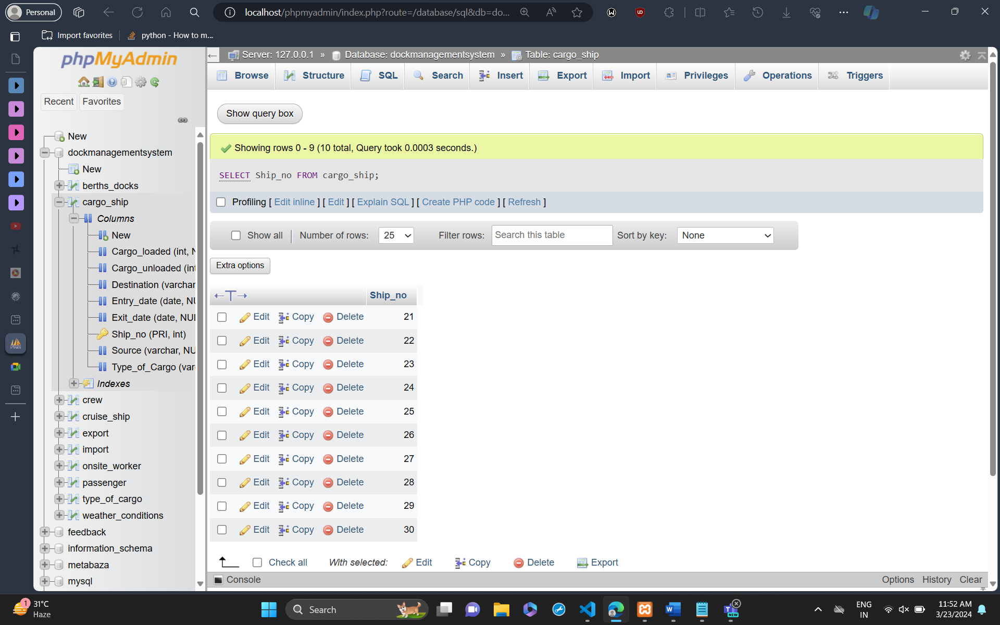 Personal
localhost/phpmyadmin/index.php?route=/database/sql&db=do...
Import favorites
python - How to m...
phpMyAdmin
Recent
Favorites
New
dockmanagementsystem
New
berths_docks
cargo_ship
Columns
New
Cargo_loaded (int, N
Cargo_unloaded (int
Destination (varchar
Entry_date (date, NU
Exit_date (date, NUL
Ship_no (PRI, int)
Source (varchar, NU
Type_of_Cargo (var
Indexes
crew
cruise_ship
export
import
onsite_worker
passenger
type_of_cargo
weather_conditions
feedback
information_schema
metabaza
mysql
Server: 127.0.0.1 » Database: dockmanagementsystem » Table: cargo_ship
Browse Structure SQL Search Insert Export Import Privileges Operations Triggers
Show query box
Showing rows 0 - 9 (10 total, Query took 0.0003 seconds.)
SELECT Ship_no FROM cargo_ship;
Profiling [ Edit inline ] [ Edit ] [ Explain SQL ] [ Create PHP code ] [ Refresh ]
Show all Number of rows: 25 Filter rows: Search this table Sort by key: None
Extra options
←T→ Ship_no
Edit Copy Delete 21
Edit Copy Delete 22
Edit Copy Delete 23
Edit Copy Delete 24
Edit Copy Delete 25
Edit Copy Delete 26
Edit Copy Delete 27
Edit Copy Delete 28
Edit Copy Delete 29
Edit Copy Delete 30
Check all With selected: Edit Copy Delete Export
Console
Options History Clear
1
31°C
Haze
Search
NEW
ENG
IN
11:52 AM
3/23/2024